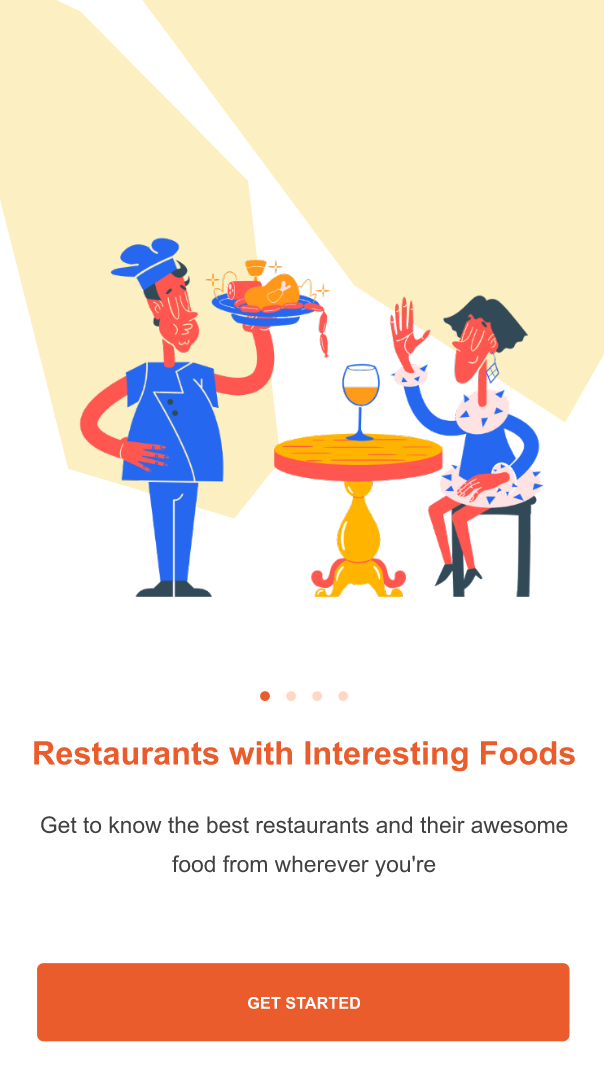 Restaurants with Interesting Foods
Get to know the best restaurants and their awesome
food from wherever you're
GET STARTED